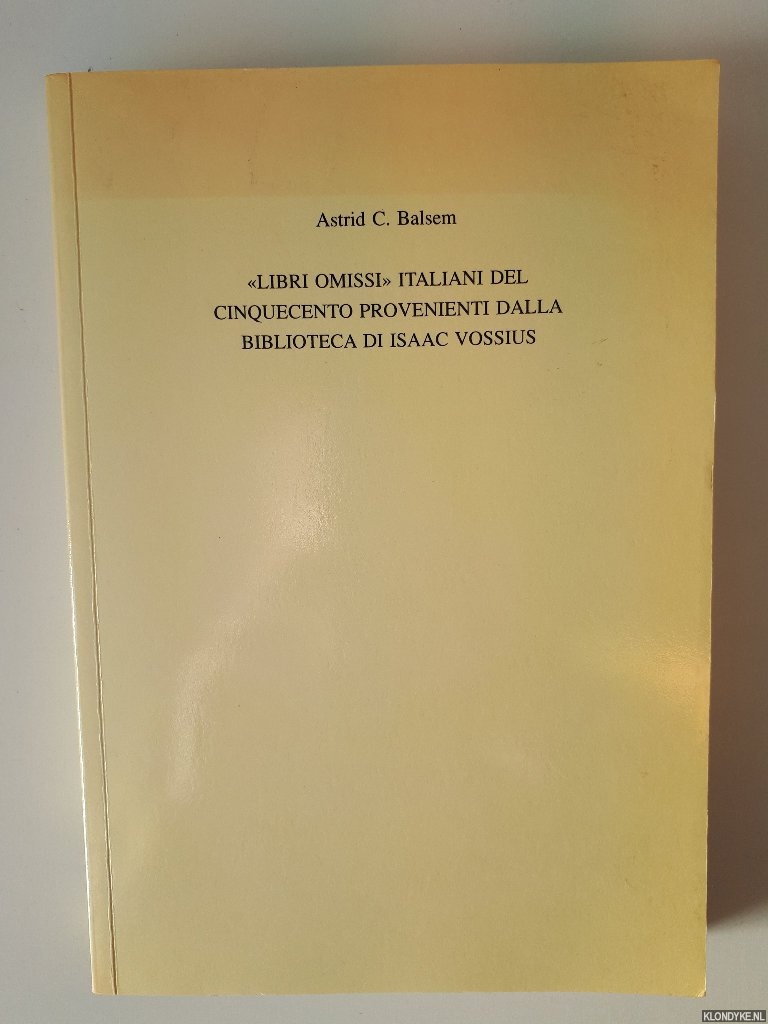 Astrid C. Balsem
«LIBRI OMISSI» ITALIANI DEL
CINQUECENTO PROVENIENTI DALLA
BIBLIOTECA DI ISAAC VOSSIUS
KLONDYKE.NL